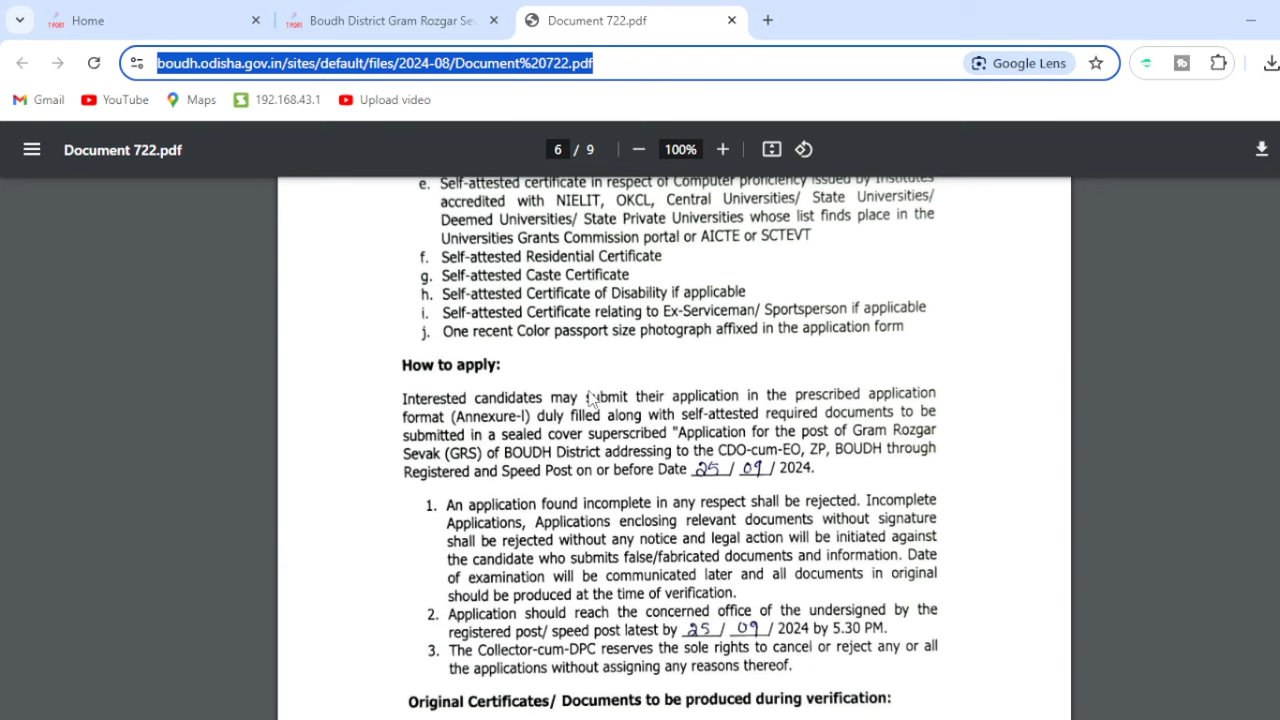 Home
Boudh District Gram Rozgar Sev
Document 722.pdf
boudh.odisha.gov.in/sites/default/files/2024-08/Document%20722.pdf
Google Lens
Gmail
YouTube
Maps
192.168.43.1
Upload video
Document 722.pdf
6 / 9
100%
e. Self-attested certificate in respect of Computer proficiency issued by Institutes
accredited with NIELIT, OKCL, Central Universities/ State Universities/
Deemed Universities/ State Private Universities whose list finds place in the
Universities Grants Commission portal or AICTE or SCTEVT
f. Self-attested Residential Certificate
g. Self-attested Caste Certificate
h. Self-attested Certificate of Disability if applicable
i. Self-attested Certificate relating to Ex-Serviceman/ Sportsperson if applicable
j. One recent Color passport size photograph affixed in the application form
How to apply:
Interested candidates may submit their application in the prescribed application
format (Annexure-I) duly filled along with self-attested required documents to be
submitted in a sealed cover superscribed "Application for the post of Gram Rozgar
Sevak (GRS) of BOUDH District addressing to the CDO-cum-EO, ZP, BOUDH through
Registered and Speed Post on or before Date 25 / 09 / 2024.
1. An application found incomplete in any respect shall be rejected. Incomplete
Applications, Applications enclosing relevant documents without signature
shall be rejected without any notice and legal action will be initiated against
the candidate who submits false/fabricated documents and information. Date
of examination will be communicated later and all documents in original
should be produced at the time of verification.
2. Application should reach the concerned office of the undersigned by the
registered post/ speed post latest by 25 / 09 / 2024 by 5.30 PM.
3. The Collector-cum-DPC reserves the sole rights to cancel or reject any or all
the applications without assigning any reasons thereof.
Original Certificates/ Documents to be produced during verification: